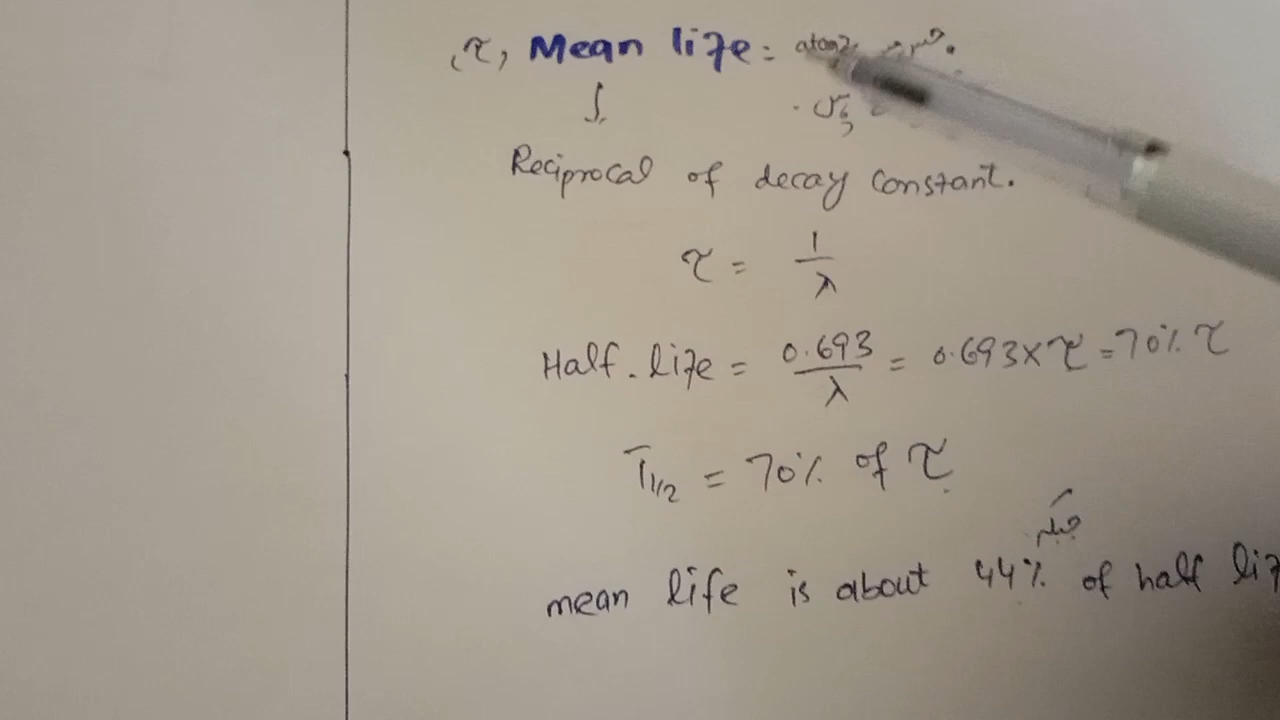 τ, Mean life :
Reciprocal of decay constant.
τ = 1/λ
Half-life = 0.693/λ = 0.693×τ = 70% τ
T1/2 = 70% of τ
mean life is about 44% of half